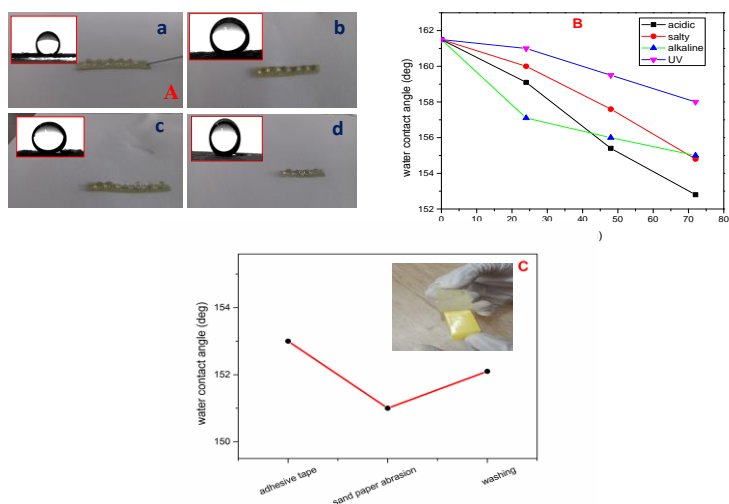 a
A
b
c
d
B
acidic
salty
alkaline
UV
water contact angle (deg)
162
160
158
156
154
152
0 10 20 30 40 50 60 70 80
)
C
water contact angle (deg)
154
152
150
adhesive tape
sand paper abrasion
washing